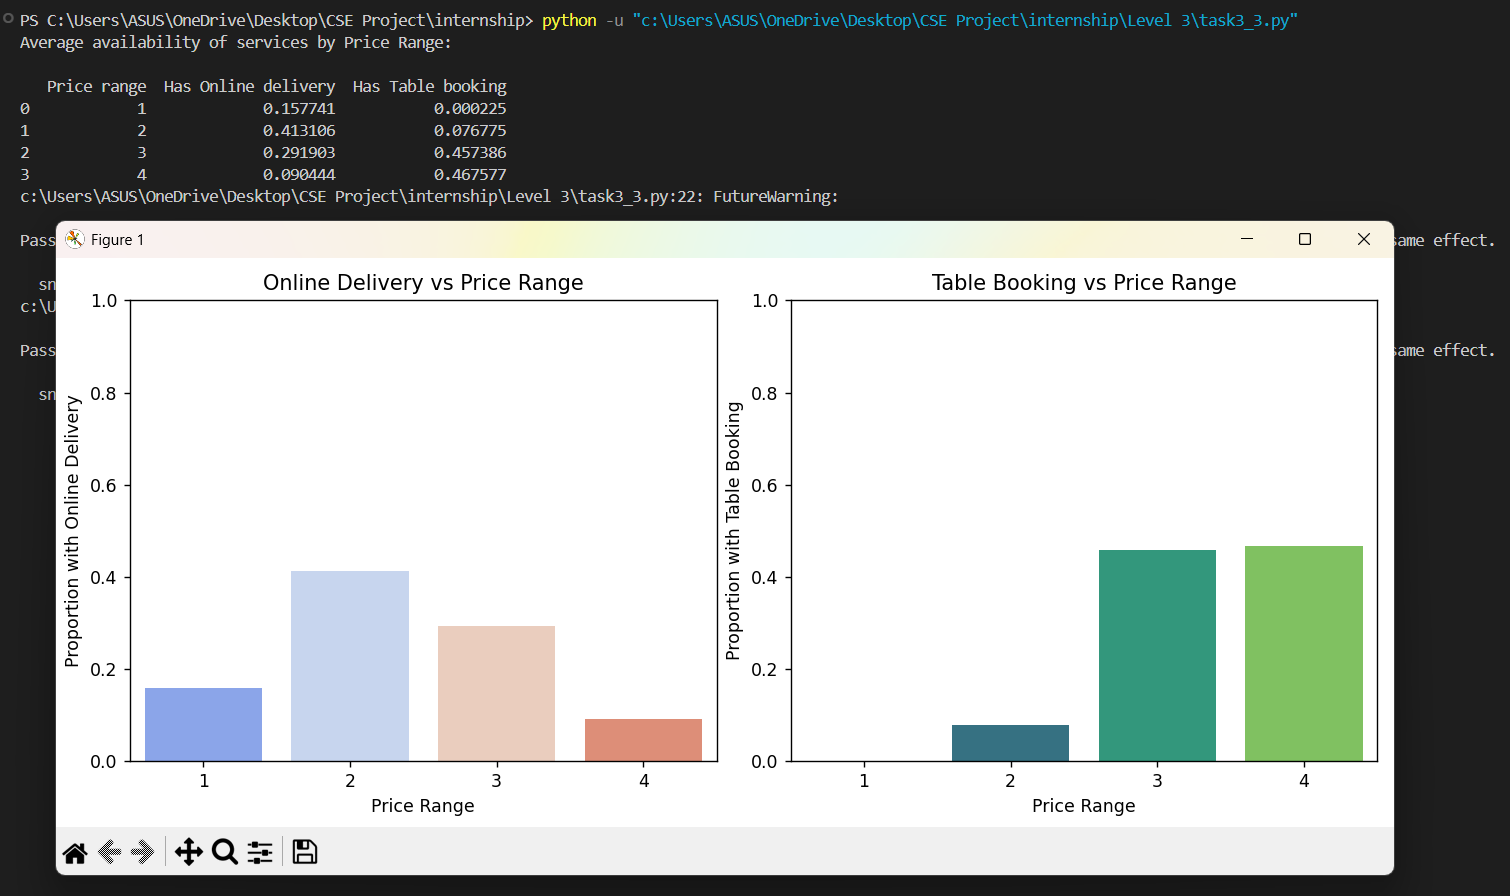 PS C:\Users\ASUS\OneDrive\Desktop\CSE Project\internship> python -u "c:\Users\ASUS\OneDrive\Desktop\CSE Project\internship\Level 3\task3_3.py"
Average availability of services by Price Range:
Price range Has Online delivery Has Table booking
0 1 0.157741 0.000225
1 2 0.413106 0.076775
2 3 0.291903 0.457386
3 4 0.090444 0.467577
c:\Users\ASUS\OneDrive\Desktop\CSE Project\internship\Level 3\task3_3.py:22: FutureWarning:
Pass
same effect.
sn
c:\U
Pass
same effect.
sn
Figure 1
Online Delivery vs Price Range
1.0
0.8
0.6
0.4
0.2
0.0
Proportion with Online Delivery
1 2 3 4
Price Range
Table Booking vs Price Range
1.0
0.8
0.6
0.4
0.2
0.0
Proportion with Table Booking
1 2 3 4
Price Range